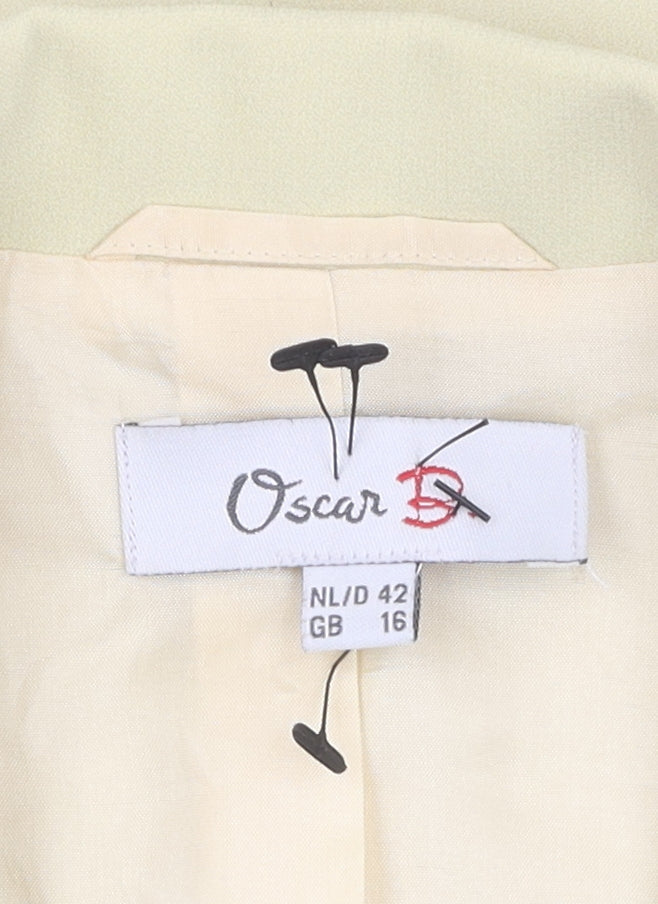 Oscar B.
NL/D 42
GB 16